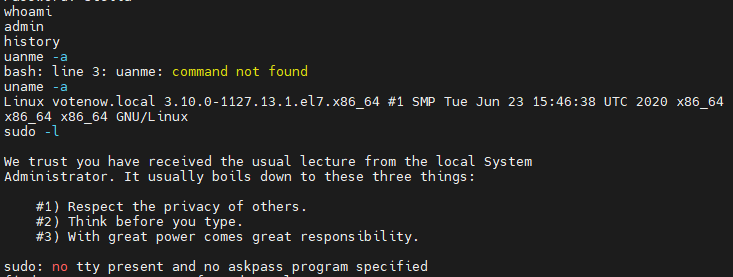 whoami
admin
history
uanme -a
bash: line 3: uanme: command not found
uname -a
Linux votenow.local 3.10.0-1127.13.1.el7.x86_64 #1 SMP Tue Jun 23 15:46:38 UTC 2020 x86_64
x86_64 x86_64 GNU/Linux
sudo -l
We trust you have received the usual lecture from the local System
Administrator. It usually boils down to these three things:
#1) Respect the privacy of others.
#2) Think before you type.
#3) With great power comes great responsibility.
sudo: no tty present and no askpass program specified